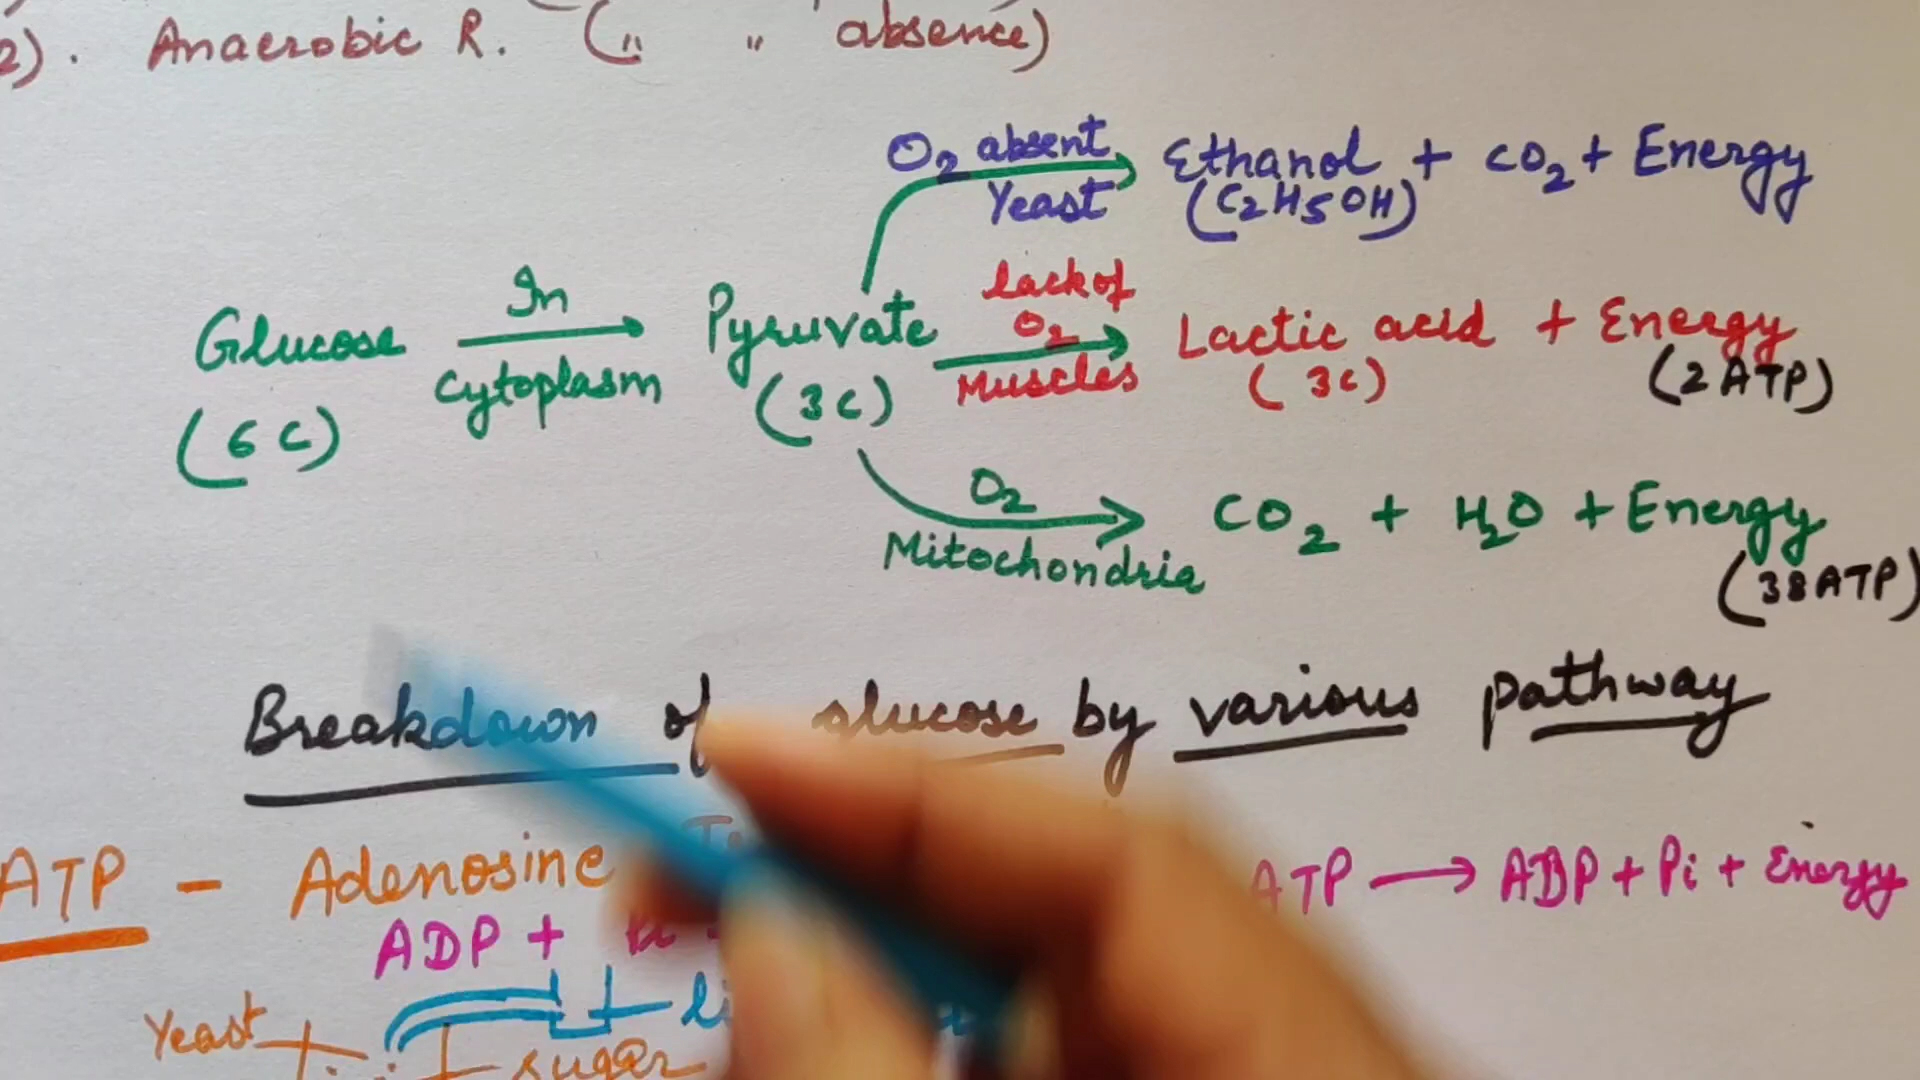 2). Anaerobic R. (" " absence)
O2 absent
Yeast
Ethanol + CO2 + Energy
(C2H5OH)
Glucose
(6C)
In
Cytoplasm
Pyruvate
(3C)
lack of
O2
Muscles
Lactic acid + Energy
(3C) (2ATP)
O2
Mitochondria
CO2 + H2O + Energy
(38ATP)
Breakdown of glucose by various pathway
ATP - Adenosine
ATP → ADP + Pi + Energy
ADP +
Yeast
sugar